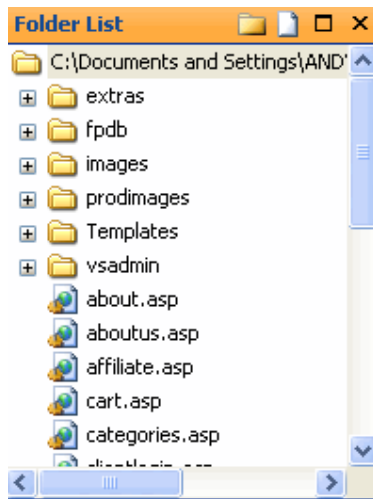 Folder List
C:\Documents and Settings\AND
extras
fpdb
images
prodimages
Templates
vsadmin
about.asp
aboutus.asp
affiliate.asp
cart.asp
categories.asp